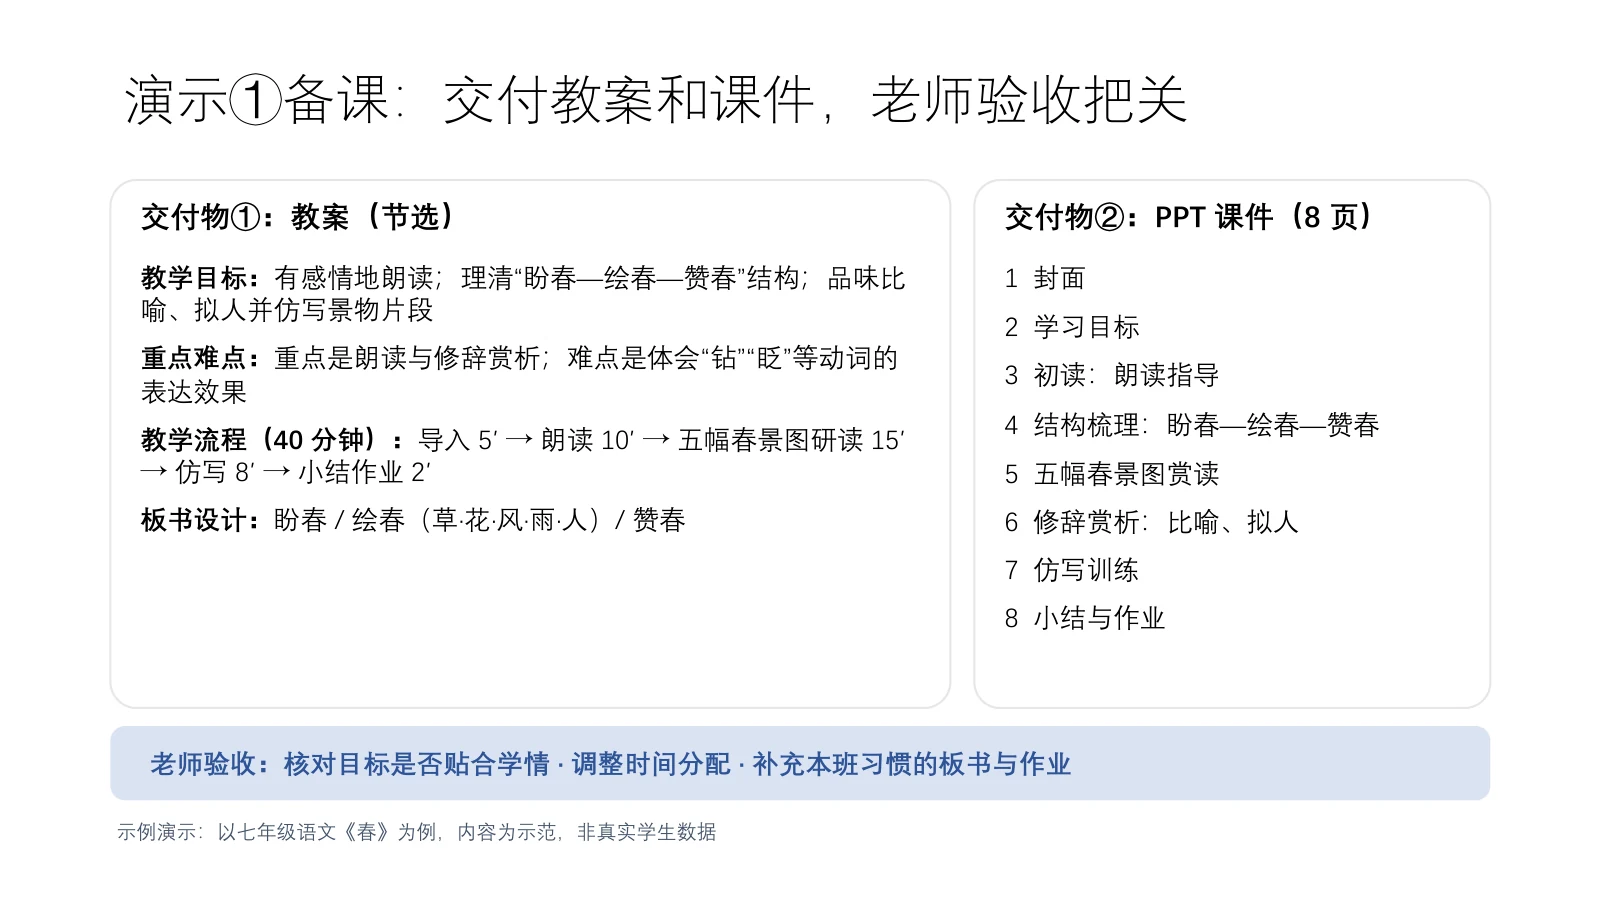 演示①备课：交付教案和课件，老师验收把关
交付物①：教案（节选）
教学目标：有感情地朗读；理清“盼春—绘春—赞春”结构；品味比
喻、拟人并仿写景物片段
重点难点：重点是朗读与修辞赏析；难点是体会“钻”“眨”等动词的
表达效果
教学流程（40 分钟）：导入 5′ → 朗读 10′ → 五幅春景图研读 15′
→ 仿写 8′ → 小结作业 2′
板书设计：盼春 / 绘春（草·花·风·雨·人）/ 赞春
交付物②：PPT 课件（8 页）
1 封面
2 学习目标
3 初读：朗读指导
4 结构梳理：盼春—绘春—赞春
5 五幅春景图赏读
6 修辞赏析：比喻、拟人
7 仿写训练
8 小结与作业
老师验收：核对目标是否贴合学情 · 调整时间分配 · 补充本班习惯的板书与作业
示例演示：以七年级语文《春》为例，内容为示范，非真实学生数据